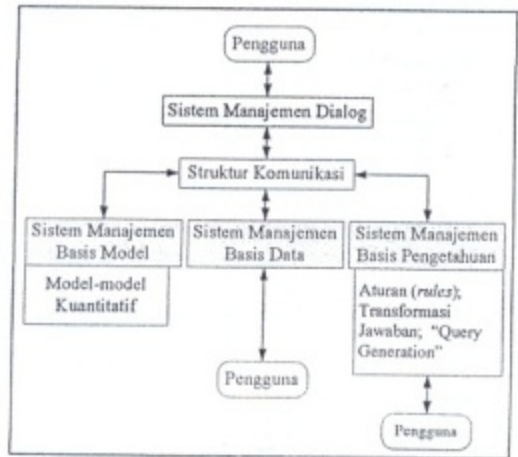 Pengguna
Sistem Manajemen Dialog
Struktur Komunikasi
Sistem Manajemen
Basis Model
Model-model
Kuantitatif
Sistem Manajemen
Basis Data
Pengguna
Sistem Manajemen
Basis Pengetahuan
Aturan (rules);
Transformasi
Jawaban; "Query
Generation"
Pengguna